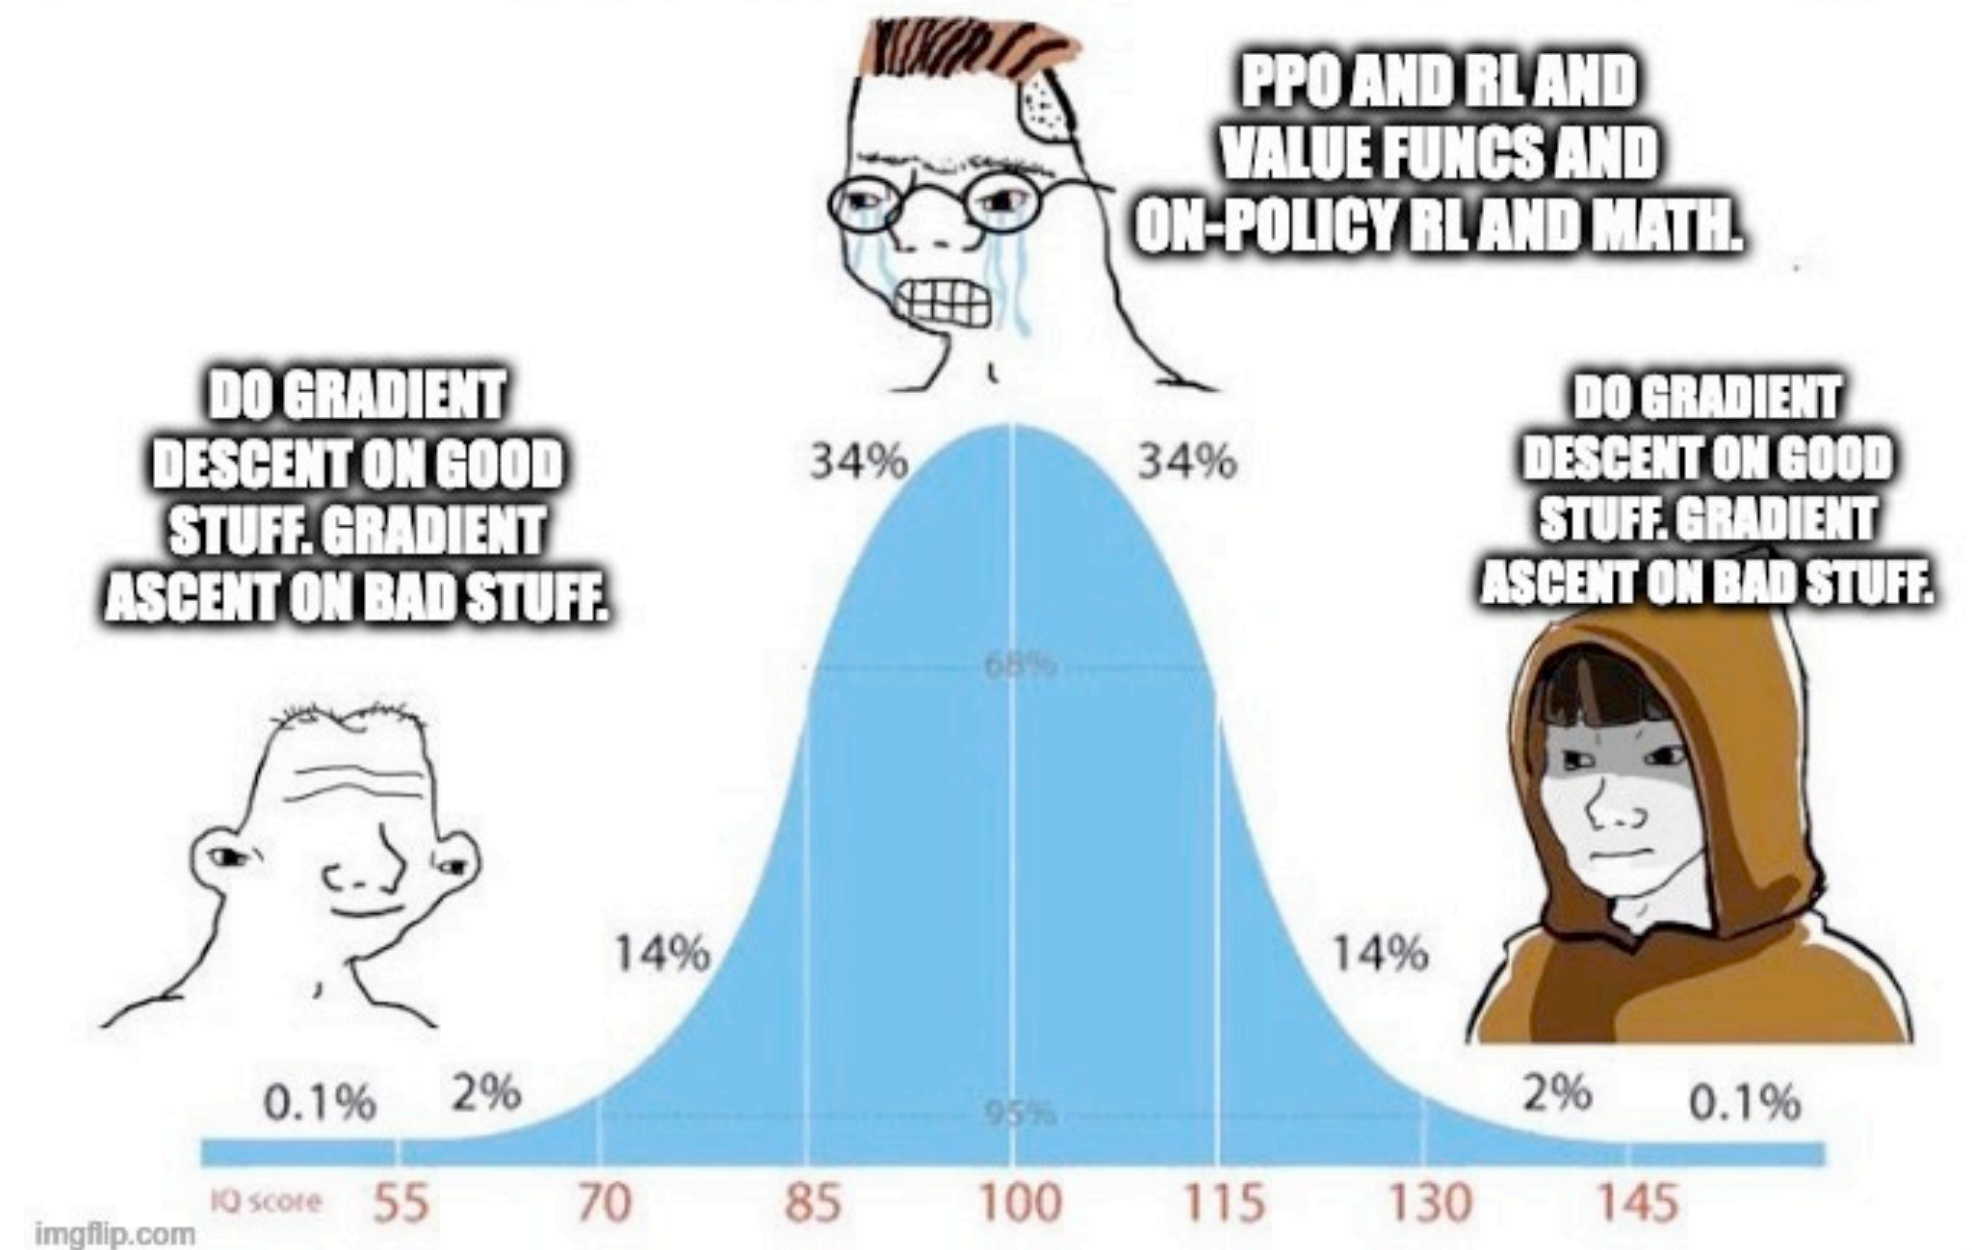 PPO AND RL AND
VALUE FUNCS AND
ON-POLICY RL AND MATH.
DO GRADIENT
DESCENT ON GOOD
STUFF. GRADIENT
ASCENT ON BAD STUFF.
DO GRADIENT
DESCENT ON GOOD
STUFF. GRADIENT
ASCENT ON BAD STUFF.
34%
34%
68%
14%
14%
0.1%
2%
95%
2%
0.1%
IQ score
55
70
85
100
115
130
145
imgflip.com